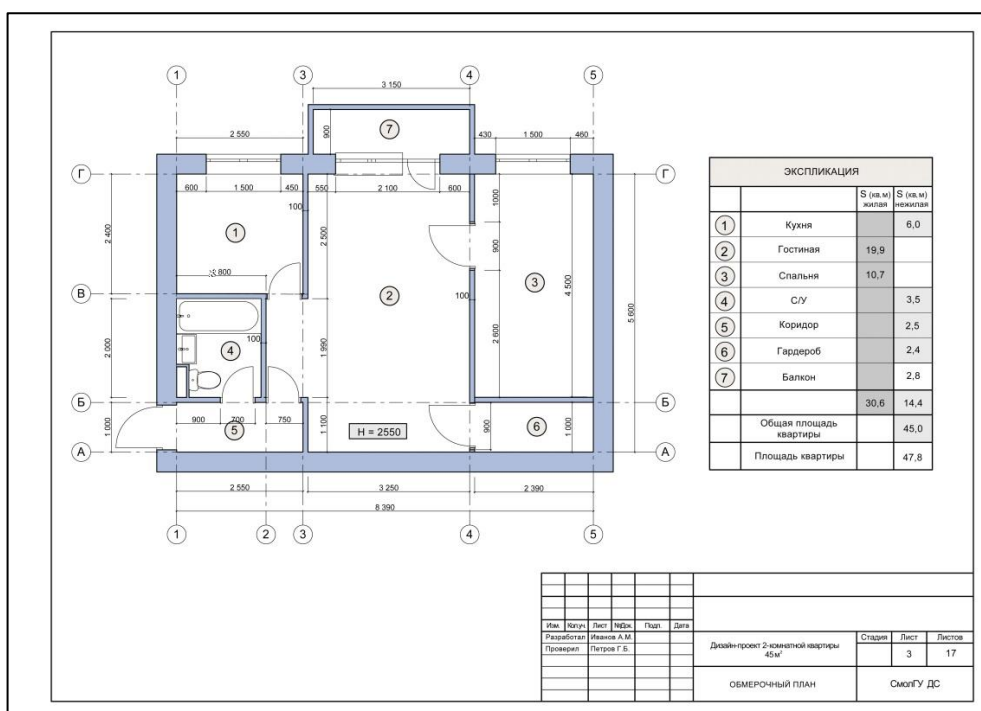 1 3 4 5
3 150
2 550
900
7
430 1 500 460
Г Г
600 1 500 450 550 2 100 600
100
1000
2 400
1
2 500
900
2
3
4 500
5 600
1 800
100
В
2 000
4
100
1 990
2 600
Б Б
900 700 750
1 000
5
1 100
H = 2550
900
6
1 000
А А
2 550 3 250 2 390
8 390
1 2 3 4 5
ЭКСПЛИКАЦИЯ
S (кв.м) S (кв.м)
жилая нежилая
1 Кухня 6,0
2 Гостиная 19,9
3 Спальня 10,7
4 С/У 3,5
5 Коридор 2,5
6 Гардероб 2,4
7 Балкон 2,8
30,6 14,4
Общая площадь
квартиры 45,0
Площадь квартиры 47,8
Изм. Кол.уч. Лист №Док. Подп. Дата
Разработал Иванов А.М.
Проверил Петров Г.Б.
Дизайн-проект 2-комнатной квартиры
45м²
Стадия Лист Листов
3 17
ОБМЕРОЧНЫЙ ПЛАН
СмолГУ ДС